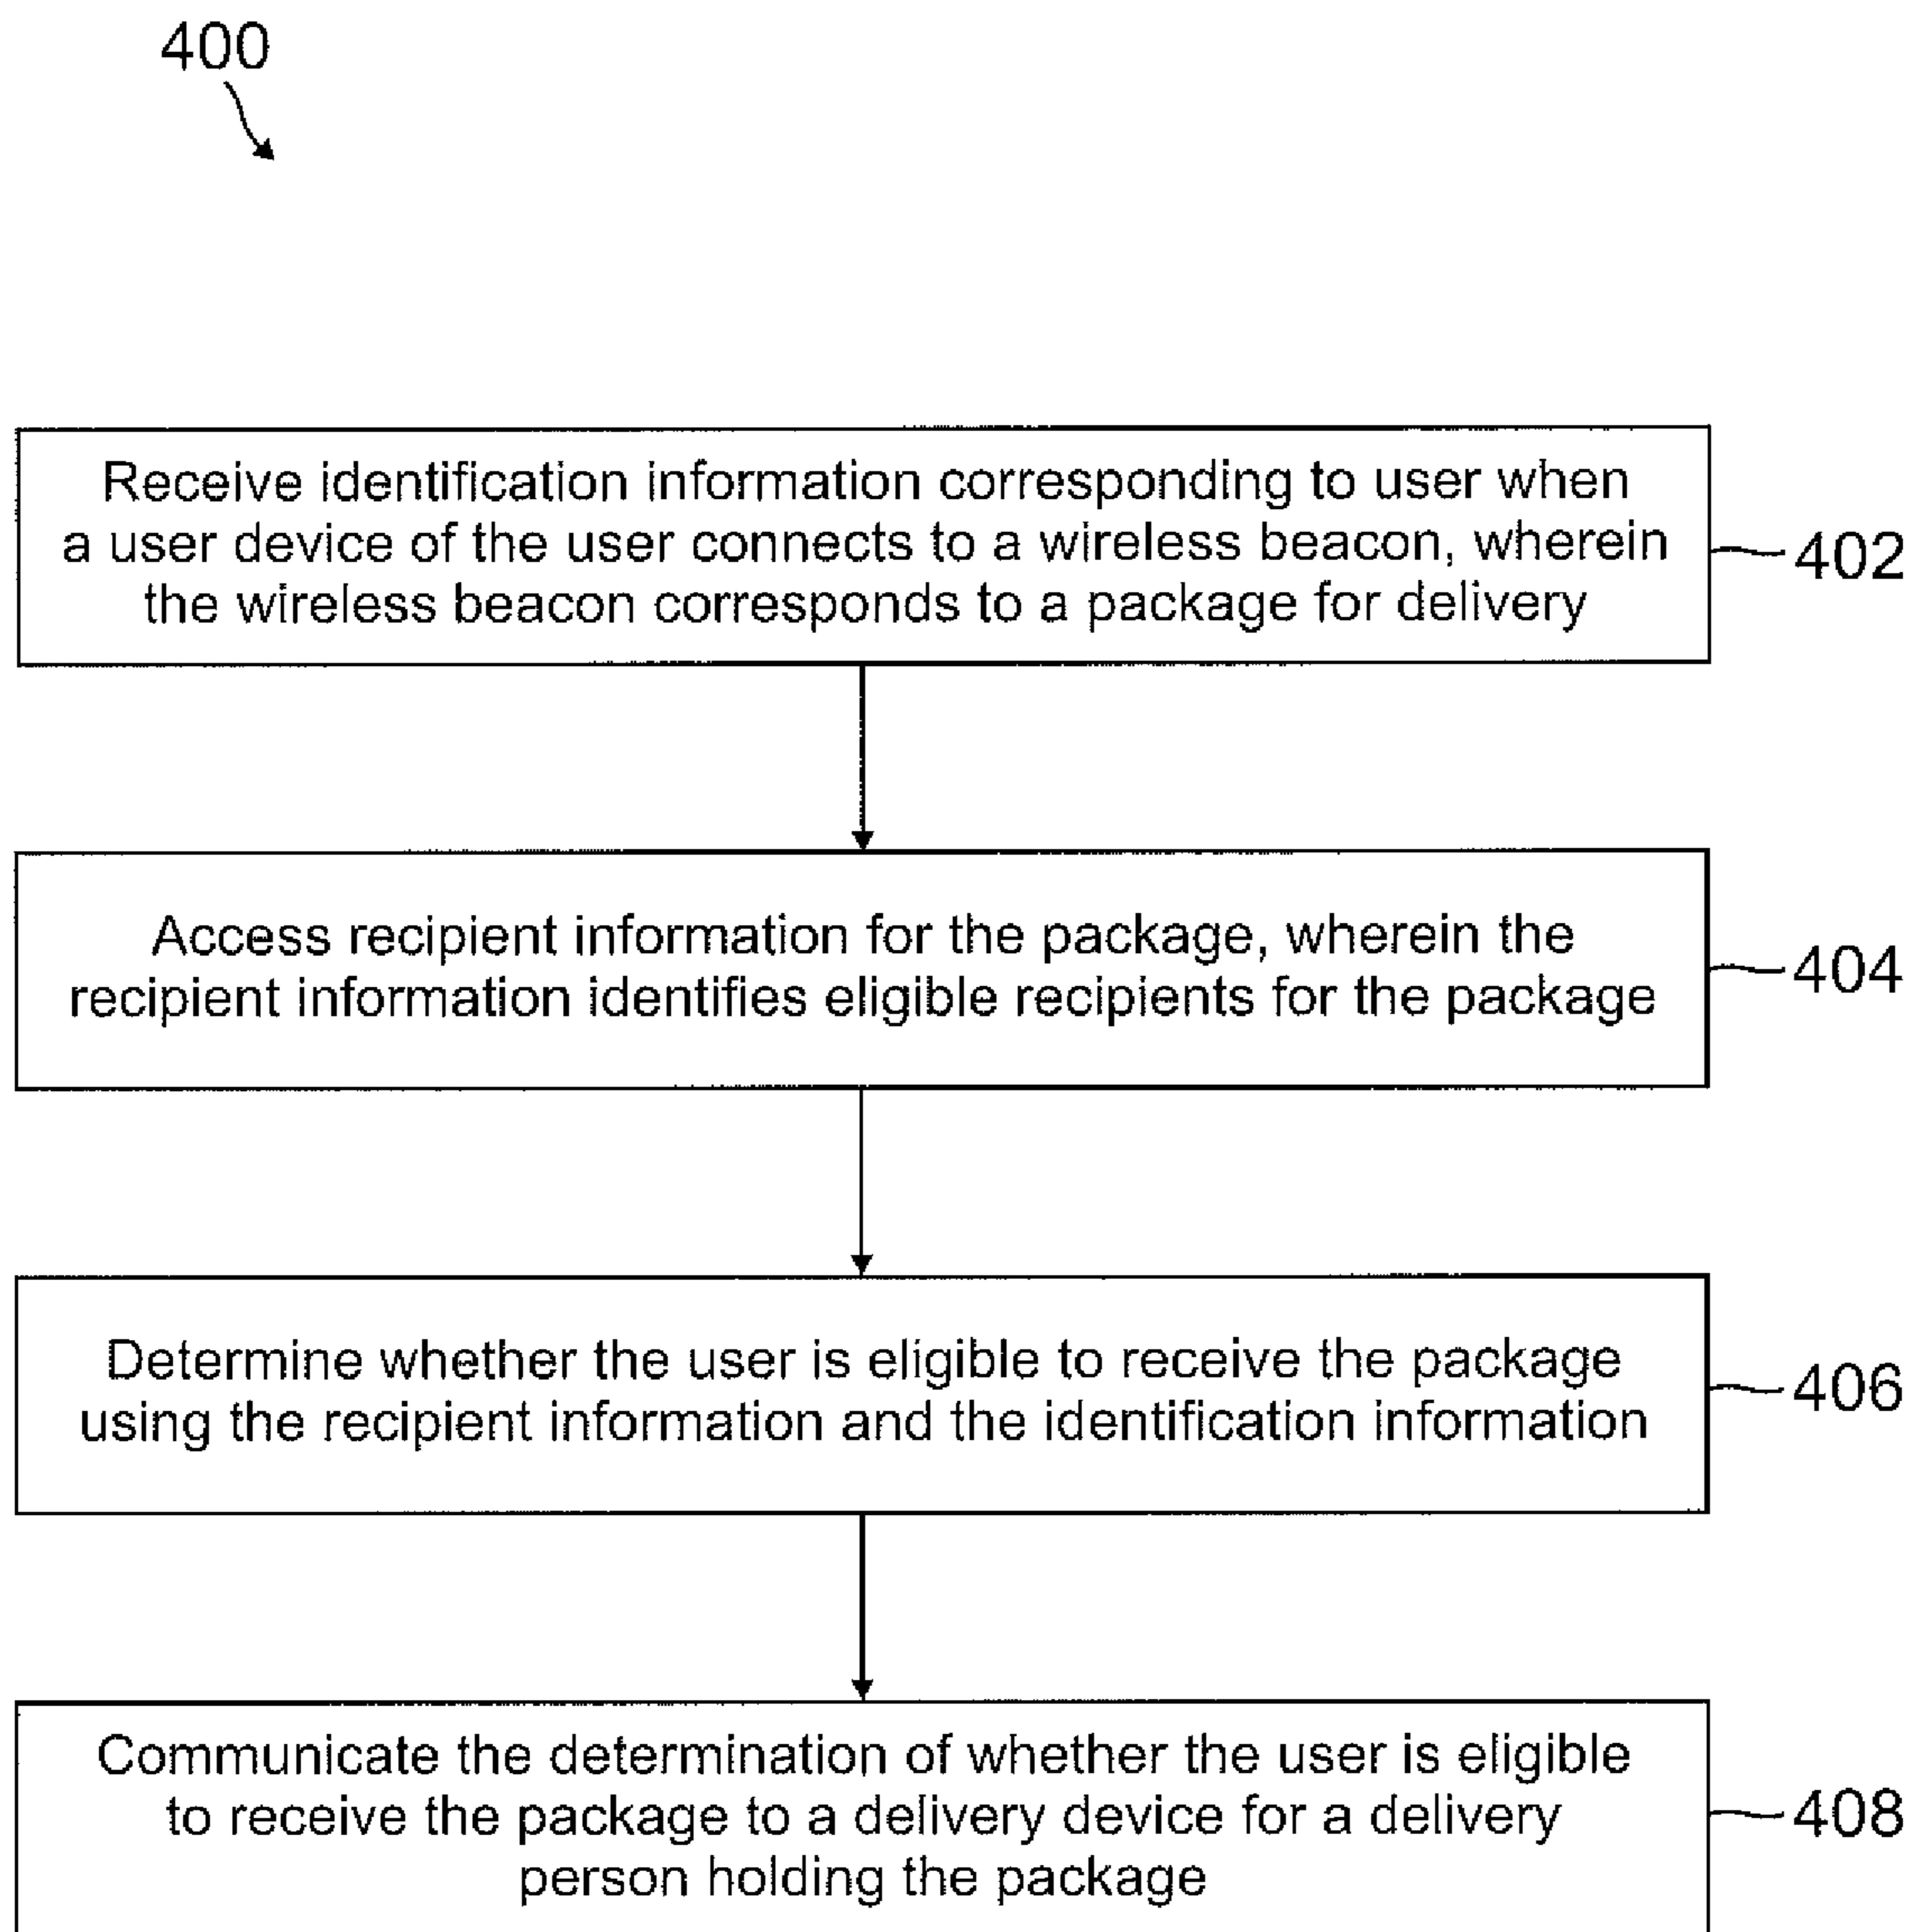 400
Receive identification information corresponding to user when
a user device of the user connects to a wireless beacon, wherein
the wireless beacon corresponds to a package for delivery
402
Access recipient information for the package, wherein the
recipient information identifies eligible recipients for the package
404
Determine whether the user is eligible to receive the package
using the recipient information and the identification information
406
Communicate the determination of whether the user is eligible
to receive the package to a delivery device for a delivery
person holding the package
408